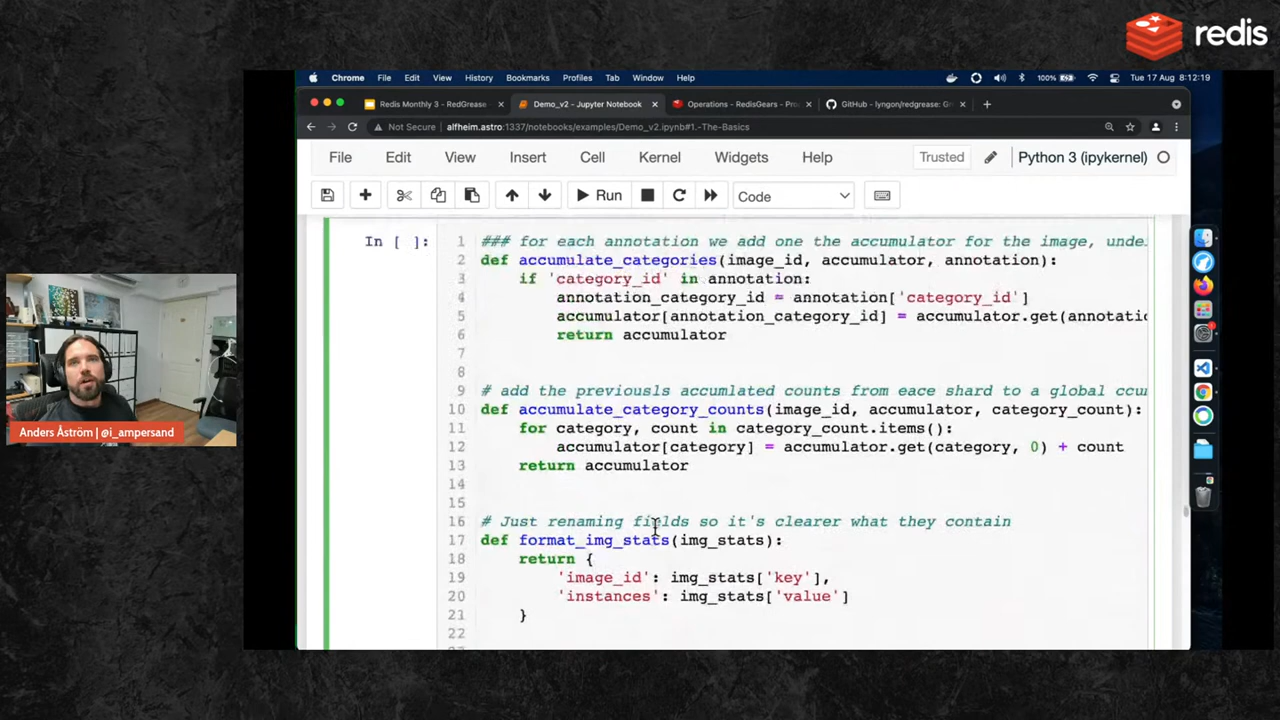 redis
Chrome File Edit View History Bookmarks Profiles Tab Window Help 100% Tue 17 Aug 8:12:19
Redis Monthly 3 - RedGrease Demo_v2 - Jupyter Notebook Operations - RedisGears - Pro GitHub - lyngon/redgrease: Gr
Not Secure alfheim.astro:1337/notebooks/examples/Demo_v2.ipynb#1.-The-Basics
File Edit View Insert Cell Kernel Widgets Help Trusted Python 3 (ipykernel)
Run Code
In [ ]:
1 ### for each annotation we add one the accumulator for the image, unde
2 def accumulate_categories(image_id, accumulator, annotation):
3 if 'category_id' in annotation:
4 annotation_category_id = annotation['category_id']
5 accumulator[annotation_category_id] = accumulator.get(annotatio
6 return accumulator
7
8
9 # add the previousls accumlated counts from eace shard to a global ccum
10 def accumulate_category_counts(image_id, accumulator, category_count):
11 for category, count in category_count.items():
12 accumulator[category] = accumulator.get(category, 0) + count
13 return accumulator
14
15
16 # Just renaming fields so it's clearer what they contain
17 def format_img_stats(img_stats):
18 return {
19 'image_id': img_stats['key'],
20 'instances': img_stats['value']
21 }
22
Anders Åström | @i_ampersand